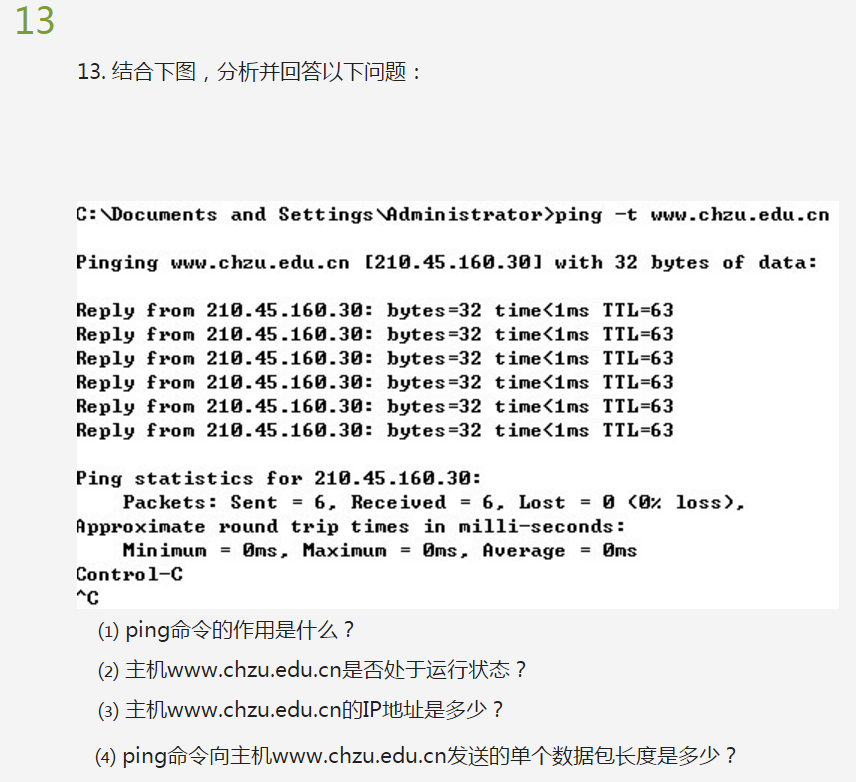 13
13. 结合下图，分析并回答以下问题：
C:\Documents and Settings\Administrator>ping -t www.chzu.edu.cn
Pinging www.chzu.edu.cn [210.45.160.30] with 32 bytes of data:
Reply from 210.45.160.30: bytes=32 time<1ms TTL=63
Reply from 210.45.160.30: bytes=32 time<1ms TTL=63
Reply from 210.45.160.30: bytes=32 time<1ms TTL=63
Reply from 210.45.160.30: bytes=32 time<1ms TTL=63
Reply from 210.45.160.30: bytes=32 time<1ms TTL=63
Reply from 210.45.160.30: bytes=32 time<1ms TTL=63
Ping statistics for 210.45.160.30:
Packets: Sent = 6, Received = 6, Lost = 0 (0% loss),
Approximate round trip times in milli-seconds:
Minimum = 0ms, Maximum = 0ms, Average = 0ms
Control-C
^C
(1) ping命令的作用是什么？
(2) 主机www.chzu.edu.cn是否处于运行状态？
(3) 主机www.chzu.edu.cn的IP地址是多少？
(4) ping命令向主机www.chzu.edu.cn发送的单个数据包长度是多少？